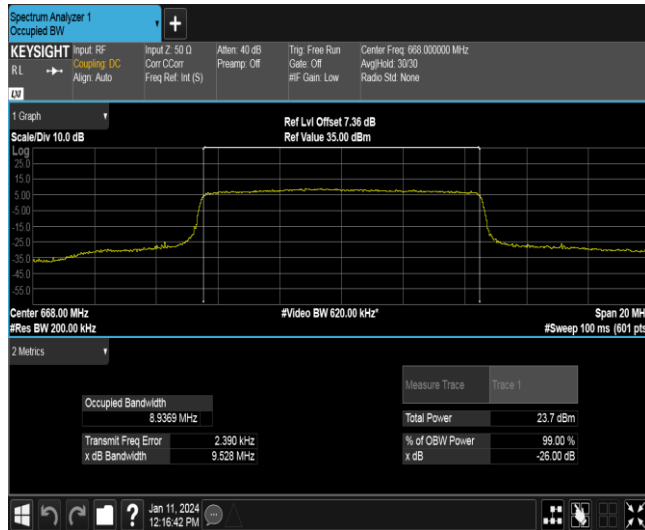 Spectrum Analyzer 1
Occupied BW
+
KEYSIGHT
RL
LXI
Input: RF
Coupling: DC
Align: Auto
Input Z: 50 Ω
Corr CCorr
Freq Ref: Int (S)
Atten: 40 dB
Preamp: Off
Trig: Free Run
Gate: Off
#IF Gain: Low
Center Freq: 668.000000 MHz
Avg|Hold: 30/30
Radio Std: None
1 Graph
Scale/Div 10.0 dB
Ref Lvl Offset 7.36 dB
Ref Value 35.00 dBm
Log
25.0
15.0
5.00
-5.00
-15.0
-25.0
-35.0
-45.0
-55.0
Center 668.00 MHz
#Res BW 200.00 kHz
#Video BW 620.00 kHz*
Span 20 MH
#Sweep 100 ms (601 pts
2 Metrics
Measure Trace Trace 1
Occupied Bandwidth
8.9369 MHz
Total Power 23.7 dBm
Transmit Freq Error 2.390 kHz
% of OBW Power 99.00 %
x dB Bandwidth 9.528 MHz
x dB -26.00 dB
?
Jan 11, 2024
12:16:42 PM